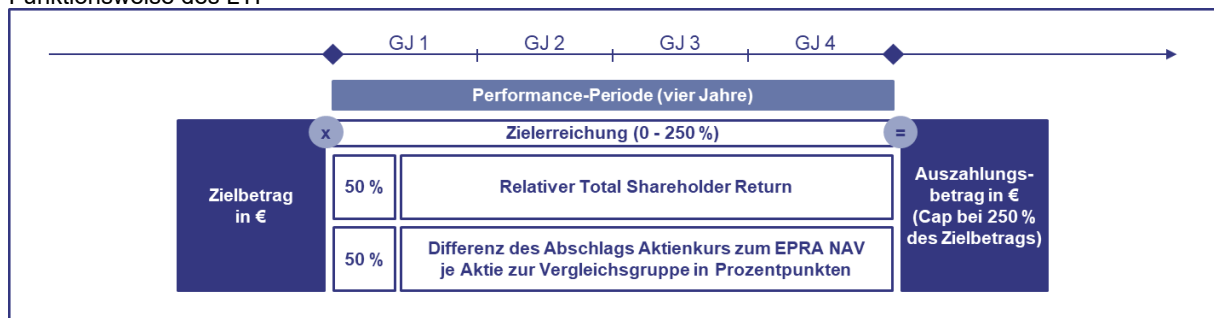 Funktionsweise des LTI
GJ 1 GJ 2 GJ 3 GJ 4
Performance-Periode (vier Jahre)
x Zielerreichung (0 - 250 %) =
Zielbetrag
in €
50 % Relativer Total Shareholder Return
50 % Differenz des Abschlags Aktienkurs zum EPRA NAV
je Aktie zur Vergleichsgruppe in Prozentpunkten
Auszahlungs-
betrag in €
(Cap bei 250 %
des Zielbetrags)